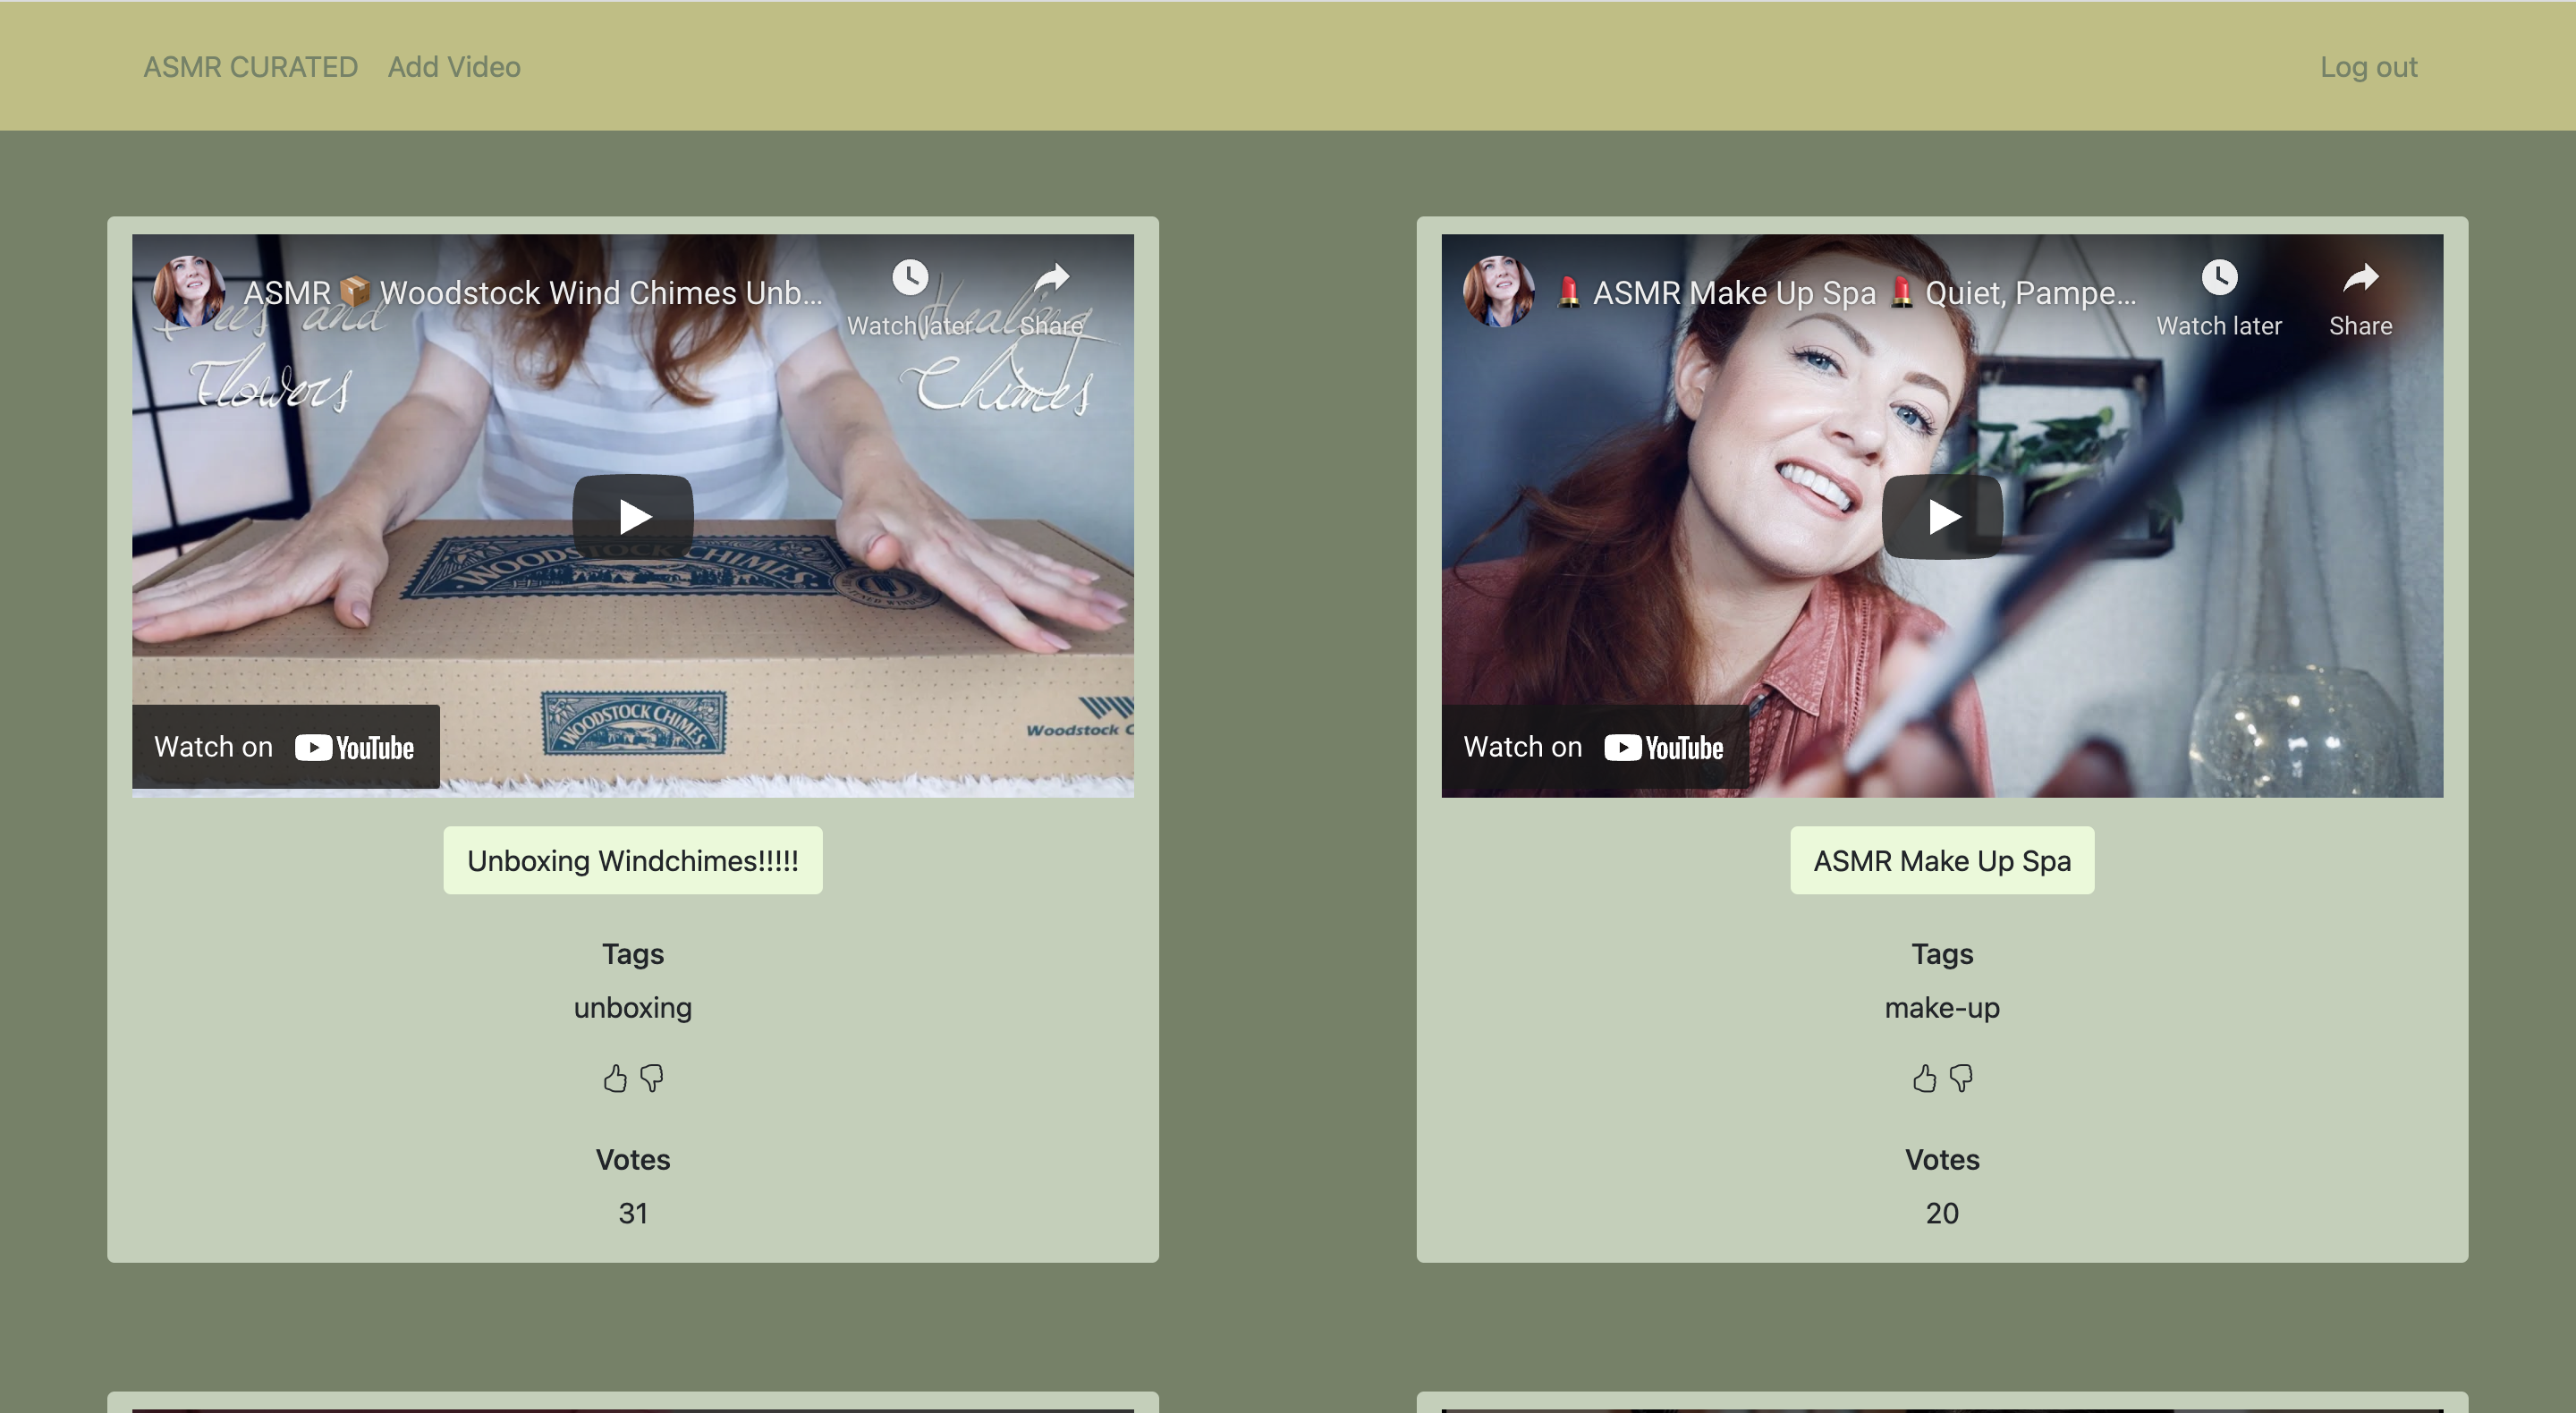 ASMR CURATED Add Video Log out
ASMR 📦 Woodstock Wind Chimes Unb...
Watch later Share
Trees and
Flowers
Healing
Chimes
WOODSTOCK CHIMES
WOODSTOCK CHIMES
Woodstock C
Watch on YouTube
Unboxing Windchimes!!!!!
Tags
unboxing
Votes
31
💄 ASMR Make Up Spa 💄 Quiet, Pampe...
Watch later Share
Watch on YouTube
ASMR Make Up Spa
Tags
make-up
Votes
20